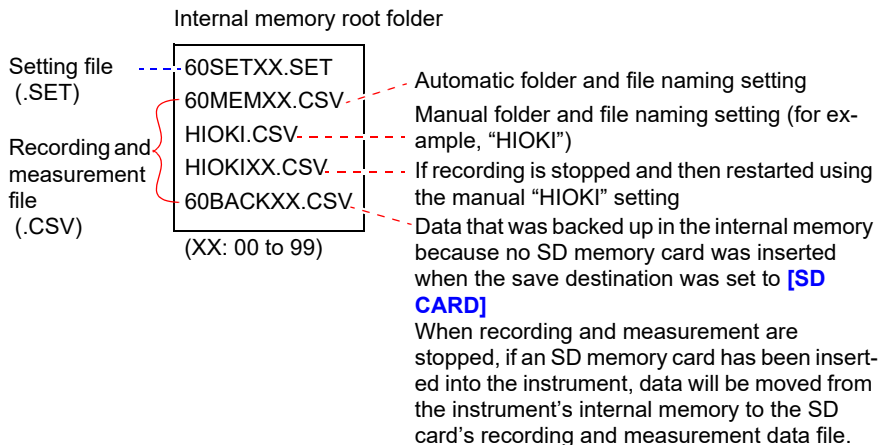 Internal memory root folder
Setting file
(.SET)
Recording and
measurement
file
(.CSV)
60SETXX.SET
60MEMXX.CSV
HIOKI.CSV
HIOKIXX.CSV
60BACKXX.CSV
(XX: 00 to 99)
Automatic folder and file naming setting
Manual folder and file naming setting (for ex-
ample, “HIOKI”)
If recording is stopped and then restarted using
the manual “HIOKI” setting
Data that was backed up in the internal memory
because no SD memory card was inserted
when the save destination was set to [SD
CARD]
When recording and measurement are
stopped, if an SD memory card has been insert-
ed into the instrument, data will be moved from
the instrument’s internal memory to the SD
card’s recording and measurement data file.